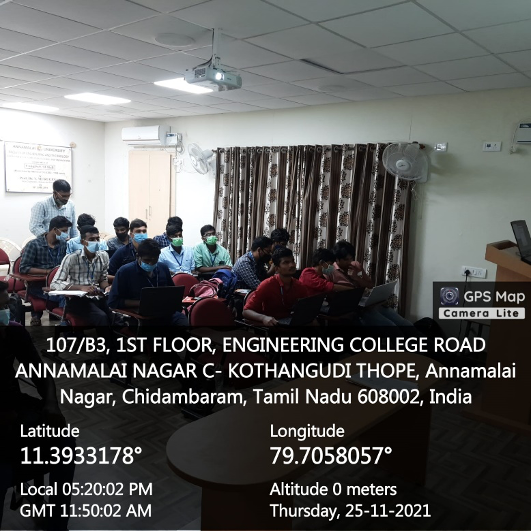 GPS Map
Camera Lite
107/B3, 1ST FLOOR, ENGINEERING COLLEGE ROAD
ANNAMALAI NAGAR C- KOTHANGUDI THOPE, Annamalai
Nagar, Chidambaram, Tamil Nadu 608002, India
Latitude
11.3933178°
Longitude
79.7058057°
Local 05:20:02 PM
GMT 11:50:02 AM
Altitude 0 meters
Thursday, 25-11-2021